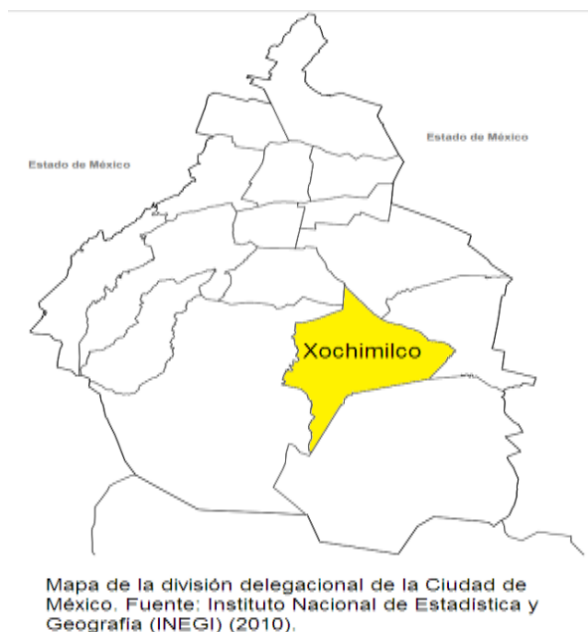 Estado de México
Estado de México
Xochimilco
Mapa de la división delegacional de la Ciudad de
México. Fuente: Instituto Nacional de Estadística y
Geografía (INEGI) (2010).